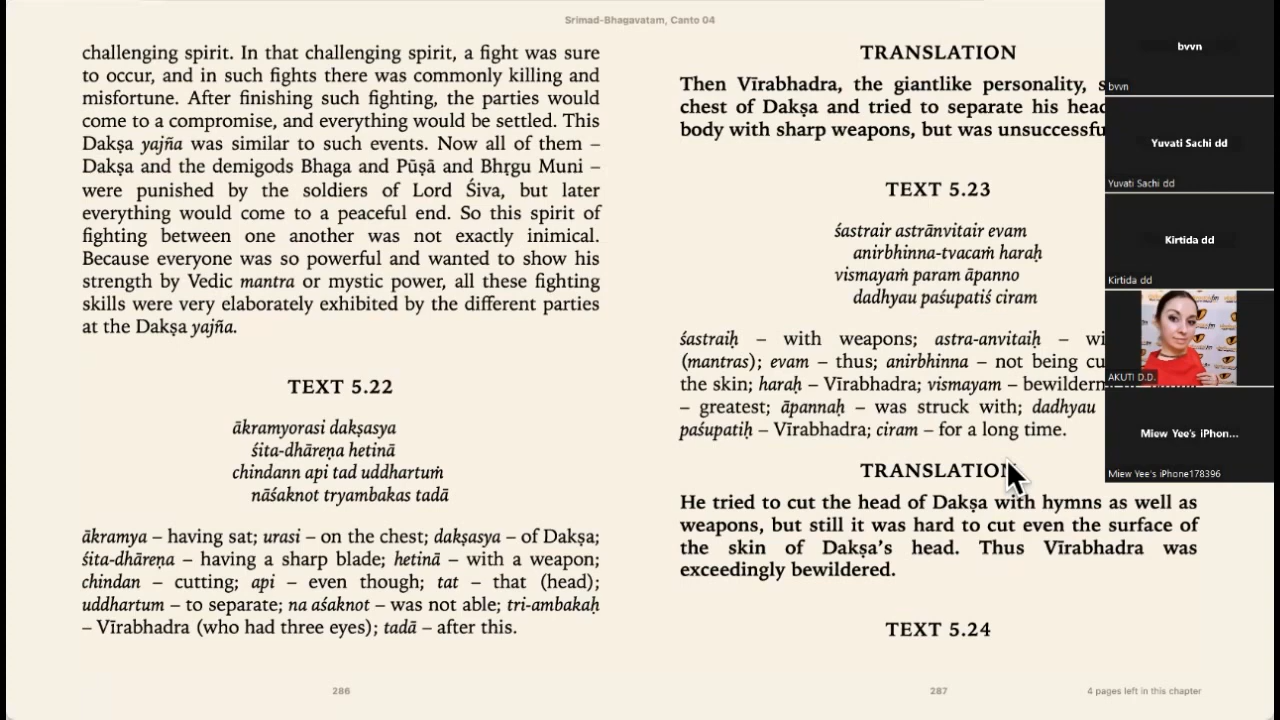 Srimad-Bhagavatam, Canto 04
challenging spirit. In that challenging spirit, a fight was sure
to occur, and in such fights there was commonly killing and
misfortune. After finishing such fighting, the parties would
come to a compromise, and everything would be settled. This
Dakṣa yajña was similar to such events. Now all of them –
Dakṣa and the demigods Bhaga and Pūṣā and Bhṛgu Muni –
were punished by the soldiers of Lord Śiva, but later
everything would come to a peaceful end. So this spirit of
fighting between one another was not exactly inimical.
Because everyone was so powerful and wanted to show his
strength by Vedic mantra or mystic power, all these fighting
skills were very elaborately exhibited by the different parties
at the Dakṣa yajña.
TEXT 5.22
ākramyorasi dakṣasya
śita-dhāreṇa hetinā
chindann api tad uddhartuṁ
nāśaknot tryambakas tadā
ākramya – having sat; urasi – on the chest; dakṣasya – of Dakṣa;
śita-dhāreṇa – having a sharp blade; hetinā – with a weapon;
chindan – cutting; api – even though; tat – that (head);
uddhartum – to separate; na aśaknot – was not able; tri-ambakaḥ
– Vīrabhadra (who had three eyes); tadā – after this.
286
TRANSLATION
Then Vīrabhadra, the giantlike personality,
chest of Dakṣa and tried to separate his
body with sharp weapons, but was
TEXT 5.23
śastrair astrānvitair evam
anirbhinna-tvacaṁ haraḥ
vismayaṁ param āpanno
dadhyau paśupatiś ciram
śastraiḥ – with weapons; astra-anvitaiḥ –
(mantras); evam – thus; anirbhinna – not being
the skin; haraḥ – Vīrabhadra; vismayam –
– greatest; āpannaḥ – was struck with; dadhyau
paśupatiḥ – Vīrabhadra; ciram – for a long time.
TRANSLATION
He tried to cut the head of Dakṣa with hymns as well as
weapons, but still it was hard to cut even the surface of
the skin of Dakṣa's head. Thus Vīrabhadra was
exceedingly bewildered.
TEXT 5.24
287
4 pages left in this chapter
bvvn
bvvn
Yuvati Sachi dd
Yuvati Sachi dd
Kirtida dd
Kirtida dd
AKUTI D.D.
Miew Yee's iPhon...
Miew Yee's iPhone178396